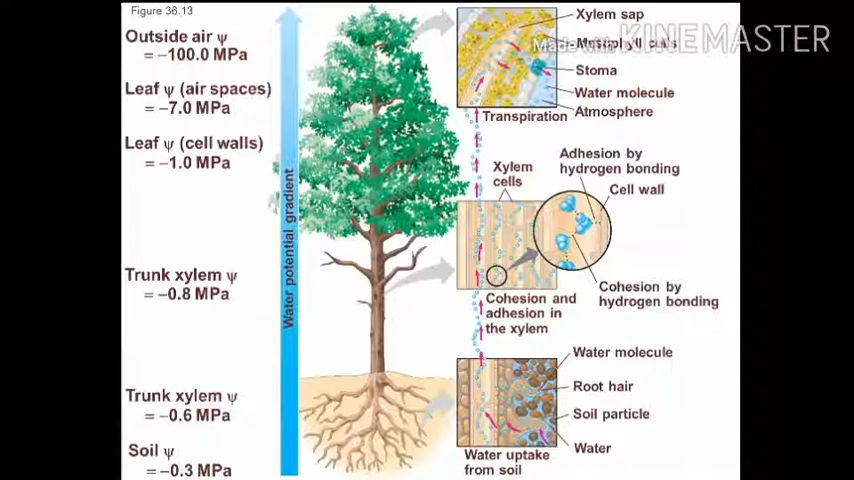 Figure 36.13
Outside air ψ
= −100.0 MPa
Leaf ψ (air spaces)
= −7.0 MPa
Leaf ψ (cell walls)
= −1.0 MPa
Trunk xylem ψ
= −0.8 MPa
Trunk xylem ψ
= −0.6 MPa
Soil ψ
= −0.3 MPa
Water potential gradient
Xylem sap
Mesophyll cells
Made with KINEMASTER
Stoma
Water molecule
Atmosphere
Transpiration
Xylem
cells
Adhesion by
hydrogen bonding
Cell wall
Cohesion by
hydrogen bonding
Cohesion and
adhesion in
the xylem
Water molecule
Root hair
Soil particle
Water
Water uptake
from soil